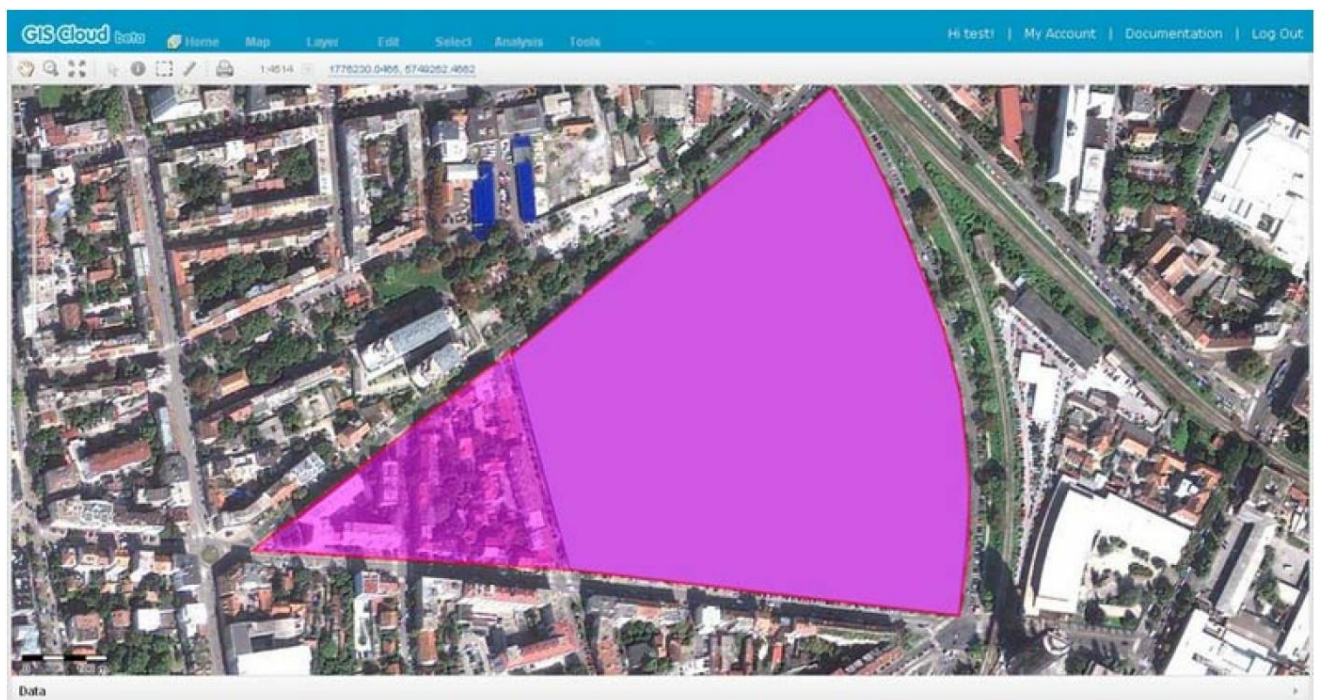 GIS Cloud beta
Home Map Layer Edit Select Analysis Tools
Hi test! | My Account | Documentation | Log Out
1:4514 1776230.0466, 5749262.4662
Data